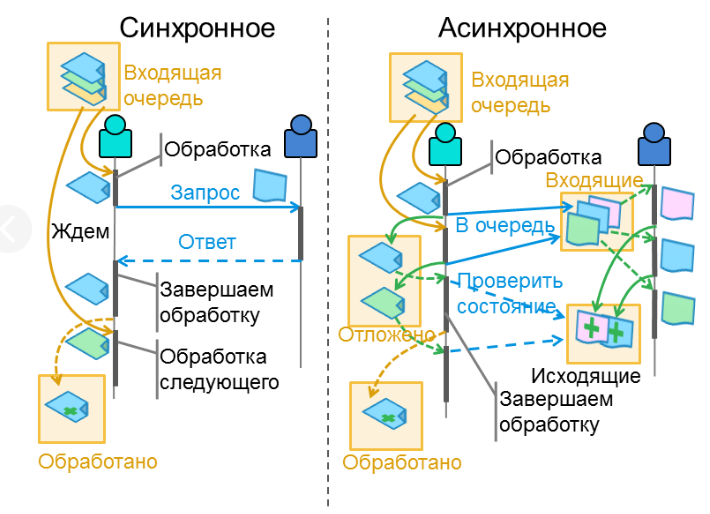 Синхронное
Входящая
очередь
Обработка
Запрос
Ждем
Ответ
Завершаем
обработку
Обработка
следующего
Обработано
Асинхронное
Входящая
очередь
Обработка
Входящие
В очередь
Проверить
состояние
Отложено
Исходящие
Завершаем
обработку
Обработано